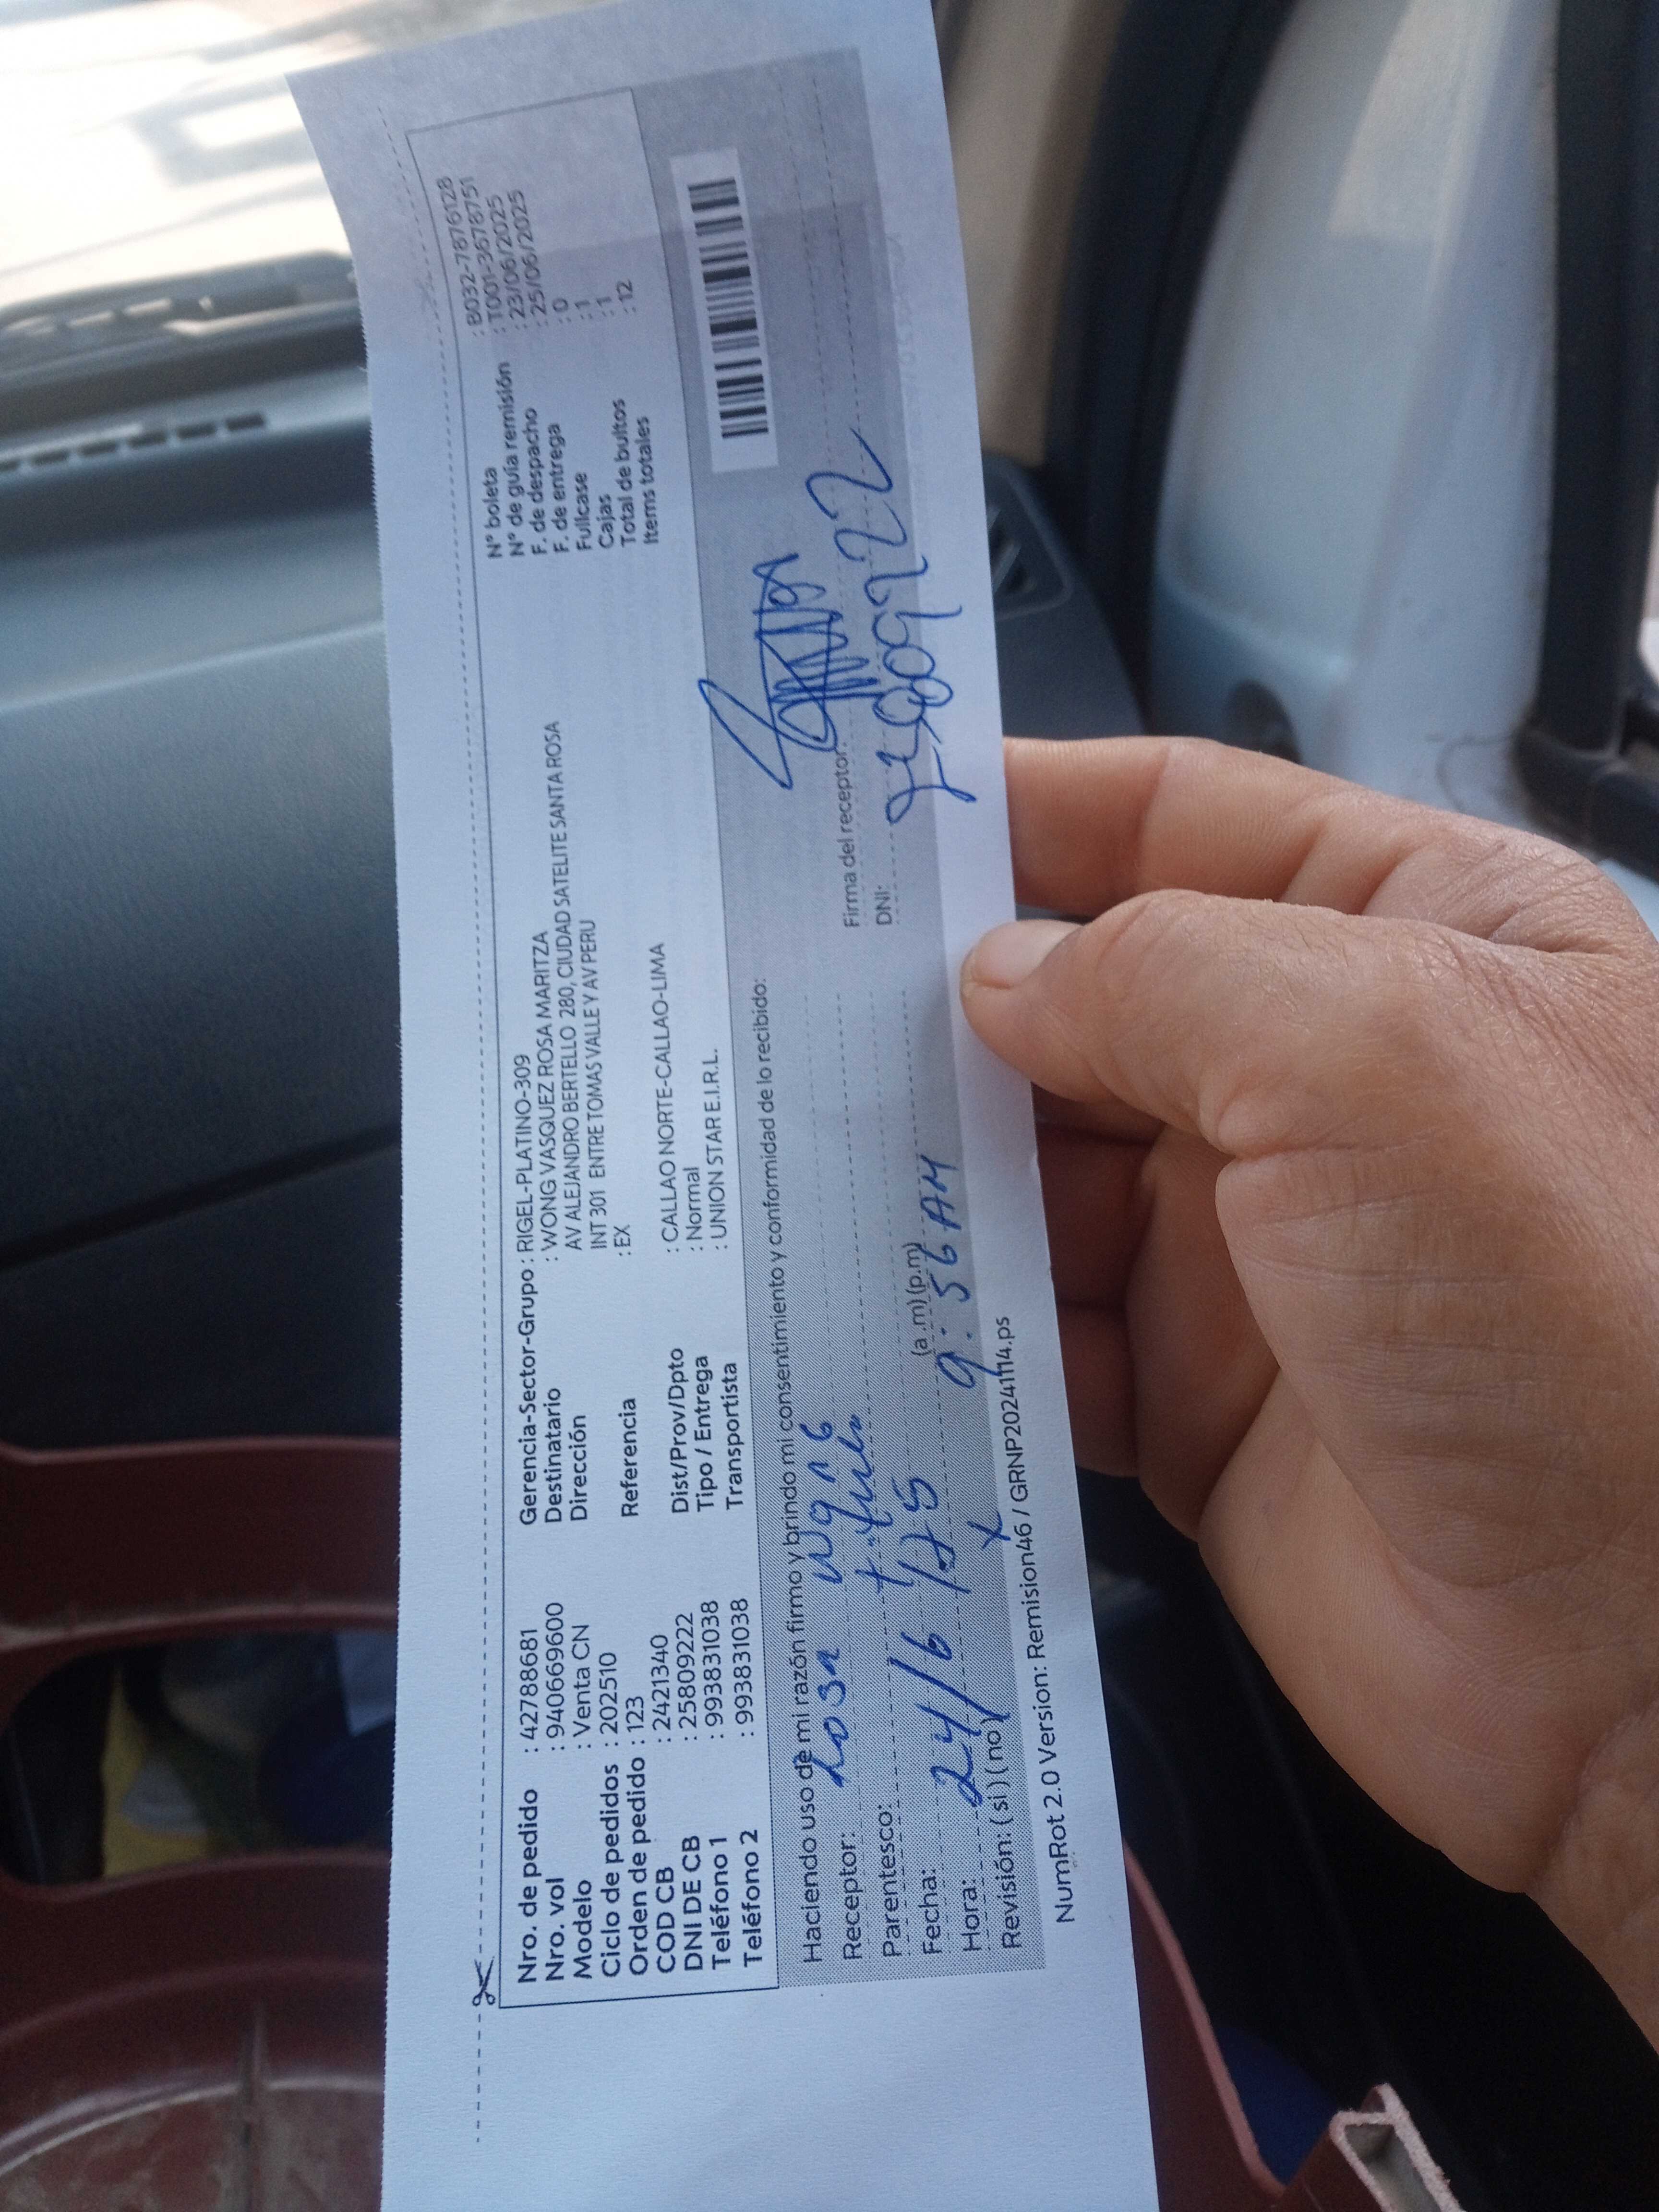 Nro. de pedido : 42788681
Nro. vol : 940669600
Modelo : Venta CN
Ciclo de pedidos : 202510
Orden de pedido : 123
COD CB : 2421340
DNI DE CB : 25809222
Teléfono 1 : 993831038
Teléfono 2 : 993831038
Gerencia-Sector-Grupo : RIGEL-PLATINO-309
Destinatario : WONG VASQUEZ ROSA MARITZA
Dirección AV ALEJANDRO BERTELLO 280, CIUDAD SATELITE SANTA ROSA
INT 301 ENTRE TOMAS VALLE Y AV PERU
Referencia : EX
Dist/Prov/Dpto : CALLAO NORTE-CALLAO-LIMA
Tipo / Entrega : Normal
Transportista : UNION STAR E.I.R.L.
N° boleta : B032-7876128
N° de guía remisión : T001-3678751
F. de despacho : 23/06/2025
F. de entrega : 25/06/2025
Fullcase : 0
Cajas : 1
Total de bultos : 1
Items totales : 12
Haciendo uso de mi razón firmo y brindo mi consentimiento y conformidad de lo recibido:
Receptor: Rosa
Parentesco:
Fecha: 24/6/25
Hora: 9:56 AM (a .m) (p.m)
Revisión: ( si ) ( no ) X
Firma del receptor:
DNI:
NumRot 2.0 Version: Remision46 / GRNP20241114.ps